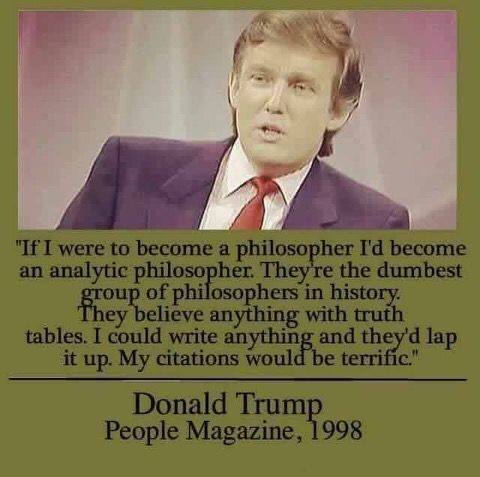 "If I were to become a philosopher I'd become
an analytic philosopher. They're the dumbest
group of philosophers in history.
They believe anything with truth
tables. I could write anything and they'd lap
it up. My citations would be terrific."
Donald Trump
People Magazine, 1998